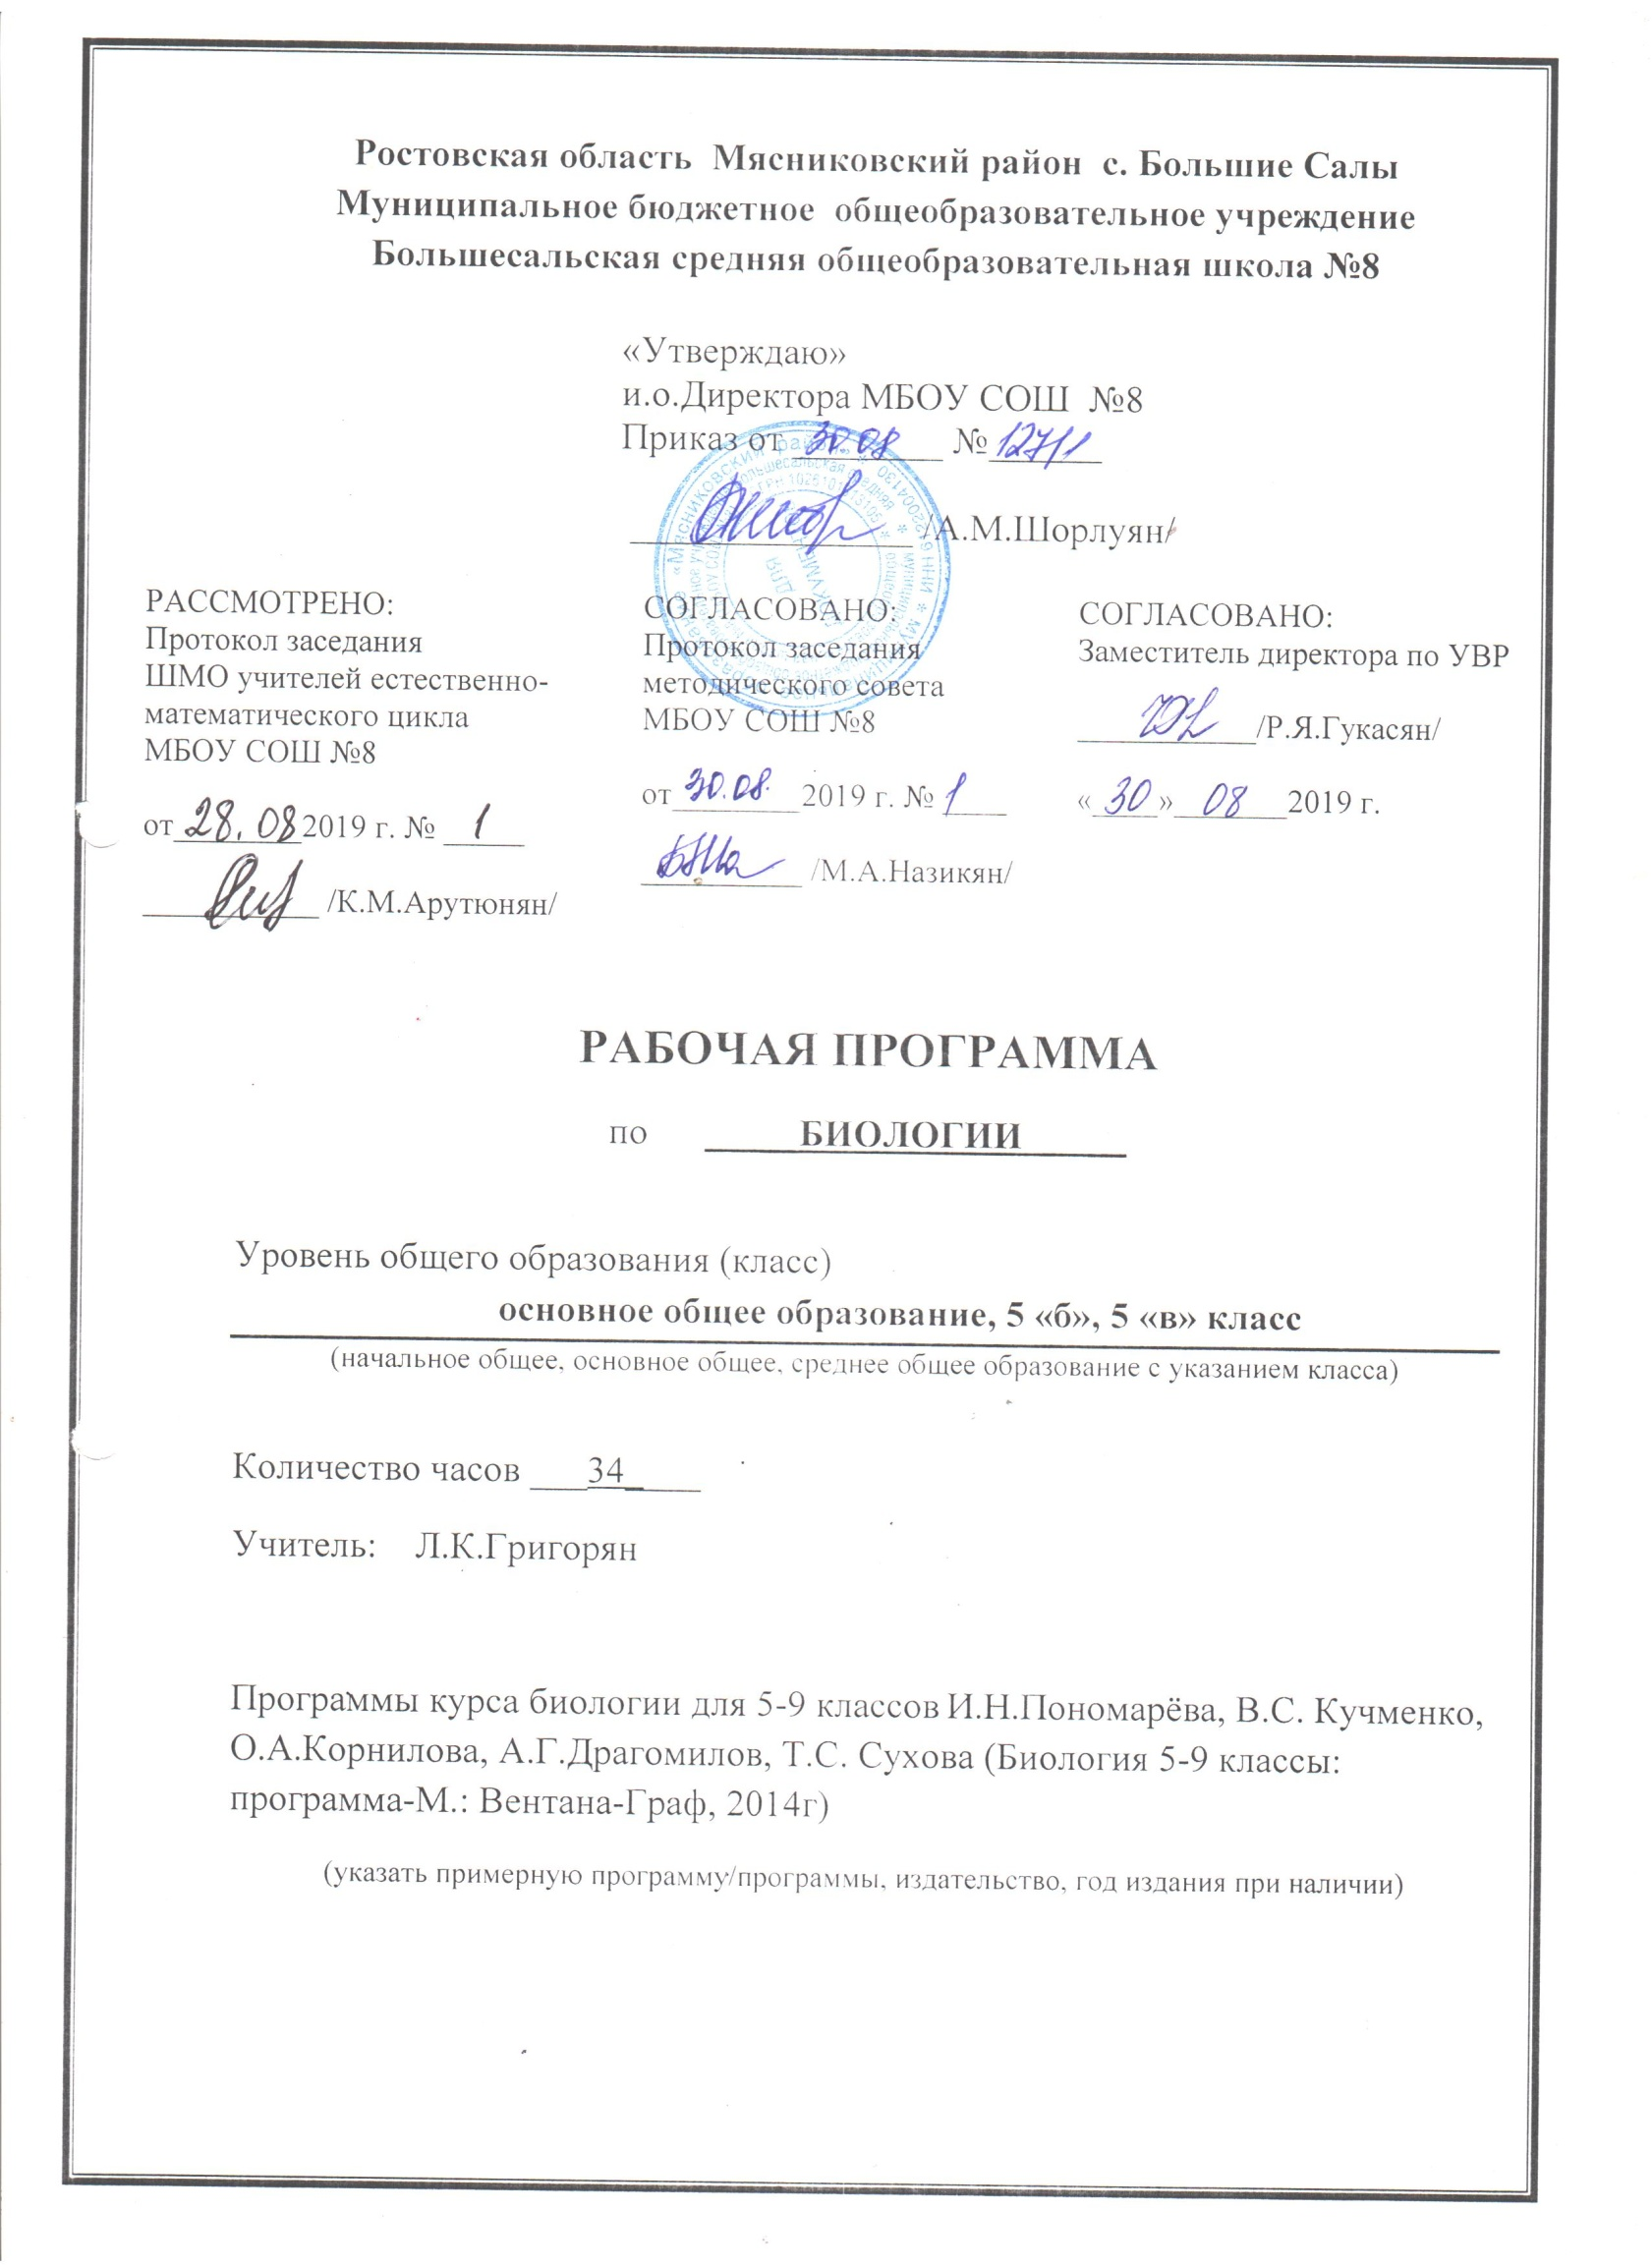 Ростовская область Мясниковский район с. Большие Салы
Муниципальное бюджетное общеобразовательное учреждение
Большесальская средняя общеобразовательная школа №8
«Утверждаю»
и.о.Директора МБОУ СОШ №8
Приказ от 30.08 № 127/1
/А.М.Шорлуян/
РАССМОТРЕНО:
Протокол заседания
ШМО учителей естественно-
математического цикла
МБОУ СОШ №8
от 28.08 2019 г. № 1
/К.М.Арутюнян/
СОГЛАСОВАНО:
Протокол заседания
методического совета
МБОУ СОШ №8
от 30.08. 2019 г. № 1
/М.А.Назикян/
СОГЛАСОВАНО:
Заместитель директора по УВР
/Р.Я.Гукасян/
« 30 » 08 2019 г.
РАБОЧАЯ ПРОГРАММА
по БИОЛОГИИ
Уровень общего образования (класс)
основное общее образование, 5 «б», 5 «в» класс
(начальное общее, основное общее, среднее общее образование с указанием класса)
Количество часов 34
Учитель: Л.К.Григорян
Программы курса биологии для 5-9 классов И.Н.Пономарёва, В.С. Кучменко,
О.А.Корнилова, А.Г.Драгомилов, Т.С. Сухова (Биология 5-9 классы:
программа-М.: Вентана-Граф, 2014г)
(указать примерную программу/программы, издательство, год издания при наличии)